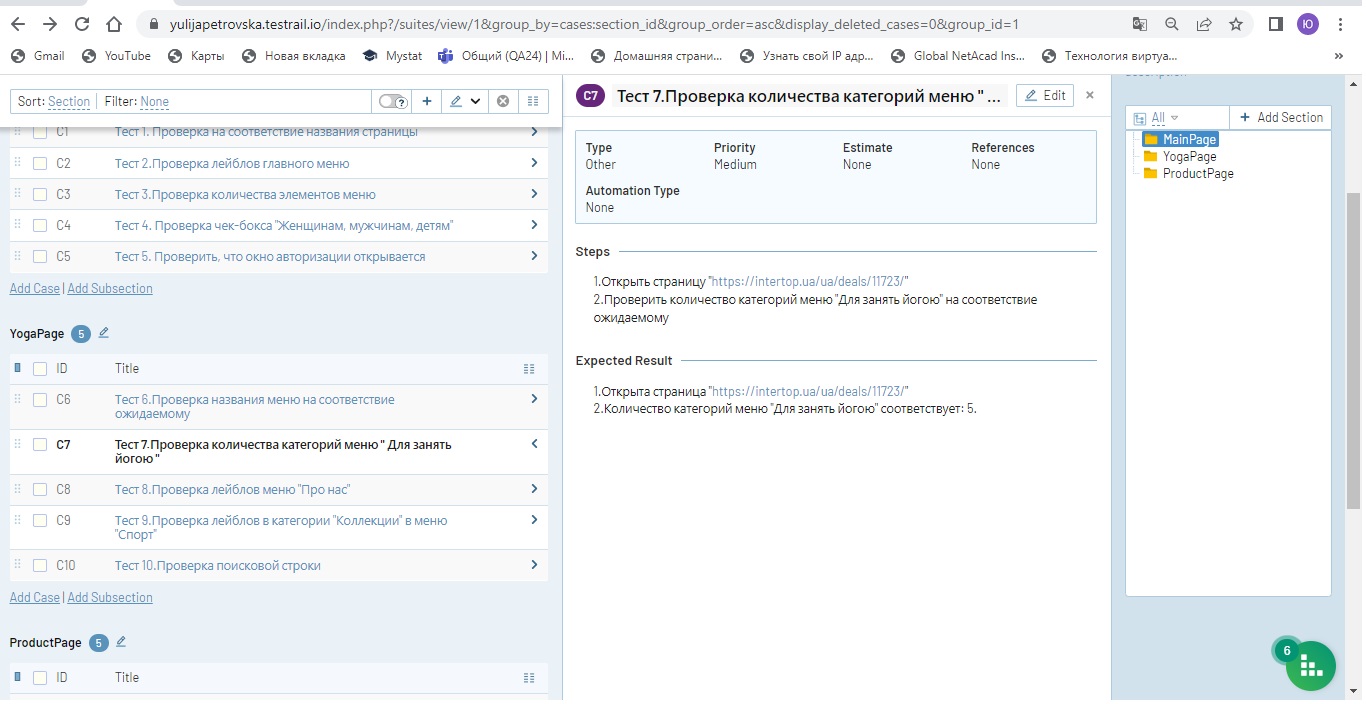 yulijapetrovska.testrail.io/index.php?/suites/view/1&group_by=cases:section_id&group_order=asc&display_deleted_cases=0&group_id=1
Ю
Gmail YouTube Карты Новая вкладка Mystat Общий (QA24) | Mi... Домашняя страни... Узнать свой IP адр... Global NetAcad Ins... Технология виртуа... »
Sort: Section Filter: None
?
C1 Тест 1. Проверка на соответствие названия страницы
C2 Тест 2.Проверка лейблов главного меню
C3 Тест 3.Проверка количества элементов меню
C4 Тест 4. Проверка чек-бокса "Женщинам, мужчинам, детям"
C5 Тест 5. Проверить, что окно авторизации открывается
Add Case | Add Subsection
YogaPage 5
ID Title
C6 Тест 6.Проверка названия меню на соответствие
ожидаемому
C7 Тест 7.Проверка количества категорий меню " Для занять
йогою "
C8 Тест 8.Проверка лейблов меню "Про нас"
C9 Тест 9.Проверка лейблов в категории "Коллекции" в меню
"Спорт"
C10 Тест 10.Проверка поисковой строки
Add Case | Add Subsection
ProductPage 5
ID Title
C7 Тест 7.Проверка количества категорий меню " ... Edit ×
Type Priority Estimate References
Other Medium None None
Automation Type
None
Steps
1.Открыть страницу "https://intertop.ua/ua/deals/11723/"
2.Проверить количество категорий меню "Для занять йогою" на соответствие
ожидаемому
Expected Result
1.Открыта страница "https://intertop.ua/ua/deals/11723/"
2.Количество категорий меню "Для занять йогою" соответствует: 5.
All + Add Section
MainPage
YogaPage
ProductPage
6